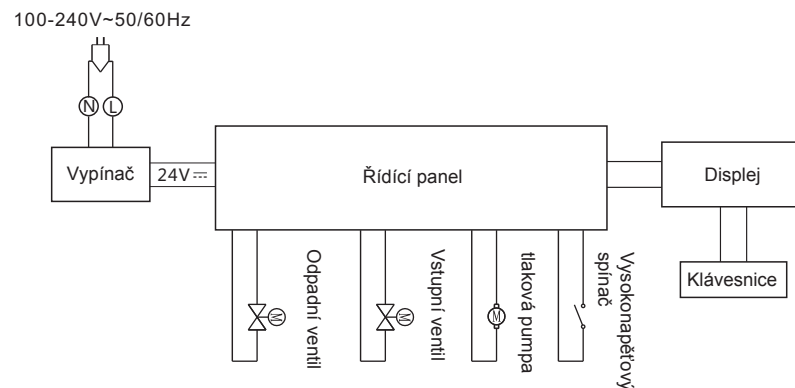 100-240V~50/60Hz
N L
Vypínač
24V
Řídící panel
Displej
Klávesnice
Odpadní ventil
M
Vstupní ventil
M
tlaková pumpa
M
Vysokonapěťový
spínač